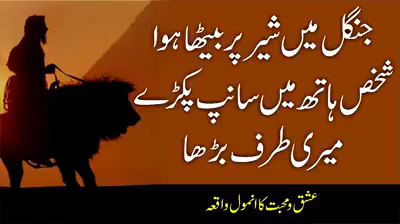 جنگل میں شیر پر بیٹھا ہوا
شخص ہاتھ میں سانپ پکڑے
میری طرف بڑھا
عشق و محبت کا انمول واقعہ